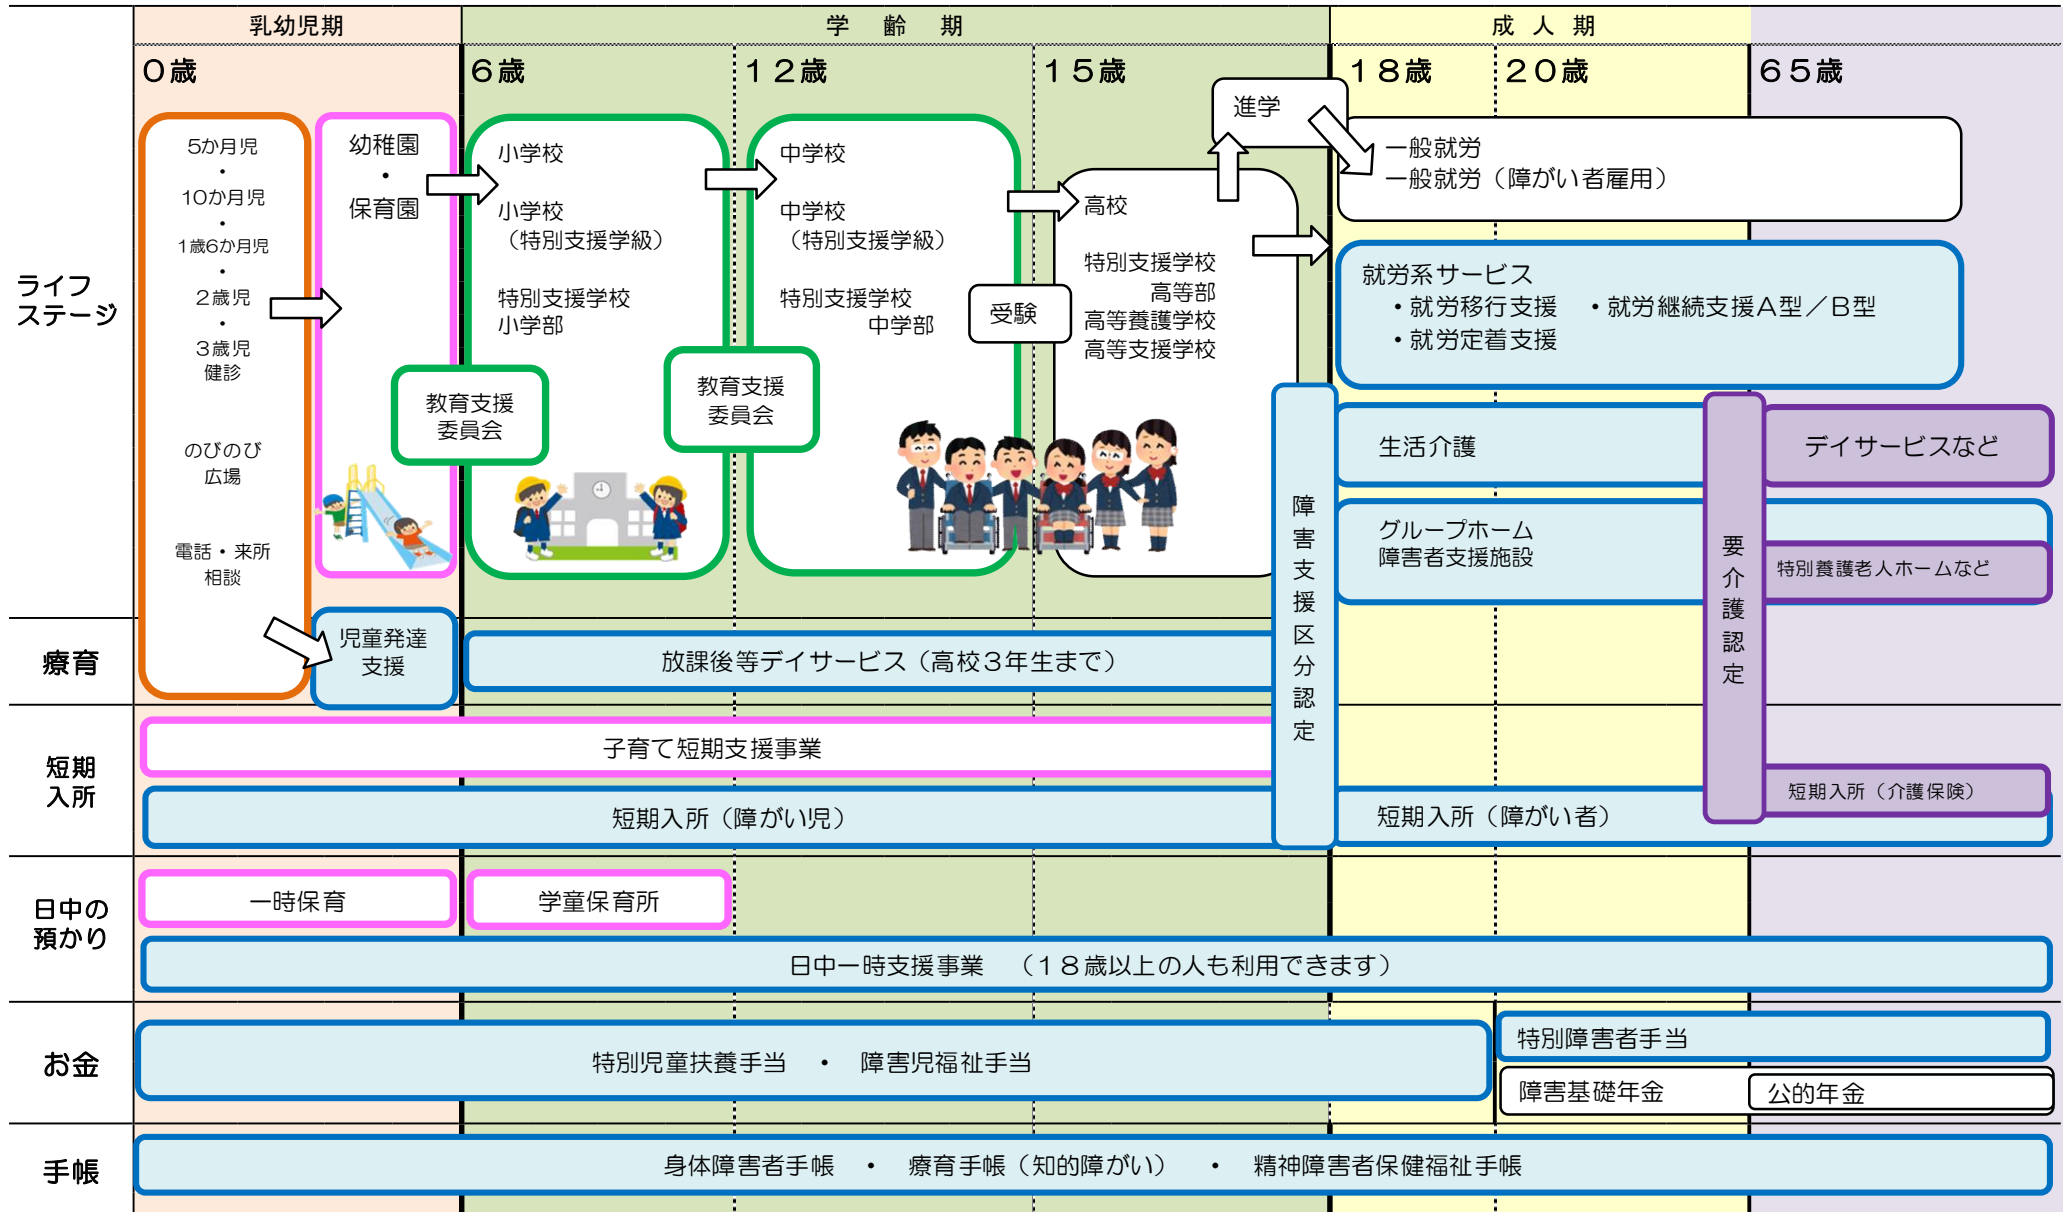 乳幼児期
学　齢　期
成 人 期
0歳
6歳
12歳
15歳
18歳
20歳
65歳
ライフ
ステージ
5か月児
・
10か月児
・
1歳6か月児
・
2歳児
・
3歳児
健診
のびのび
広場
電話・来所
相談
幼稚園
・
保育園
教育支援
委員会
小学校
小学校
（特別支援学級）
特別支援学校
小学部
教育支援
委員会
中学校
中学校
（特別支援学級）
特別支援学校
中学部
受験
高校
特別支援学校
高等部
高等養護学校
高等支援学校
進学
一般就労
一般就労（障がい者雇用）
就労系サービス
・就労移行支援　・就労継続支援A型／B型
・就労定着支援
障害支援区分認定
生活介護
グループホーム
障害者支援施設
要介護認定
デイサービスなど
特別養護老人ホームなど
療育
児童発達
支援
放課後等デイサービス（高校3年生まで）
短期
入所
子育て短期支援事業
短期入所（障がい児）
短期入所（障がい者）
短期入所（介護保険）
日中の
預かり
一時保育
学童保育所
日中一時支援事業　（18歳以上の人も利用できます）
お金
特別児童扶養手当　・　障害児福祉手当
特別障害者手当
障害基礎年金
公的年金
手帳
身体障害者手帳　・　療育手帳（知的障がい）　・　精神障害者保健福祉手帳